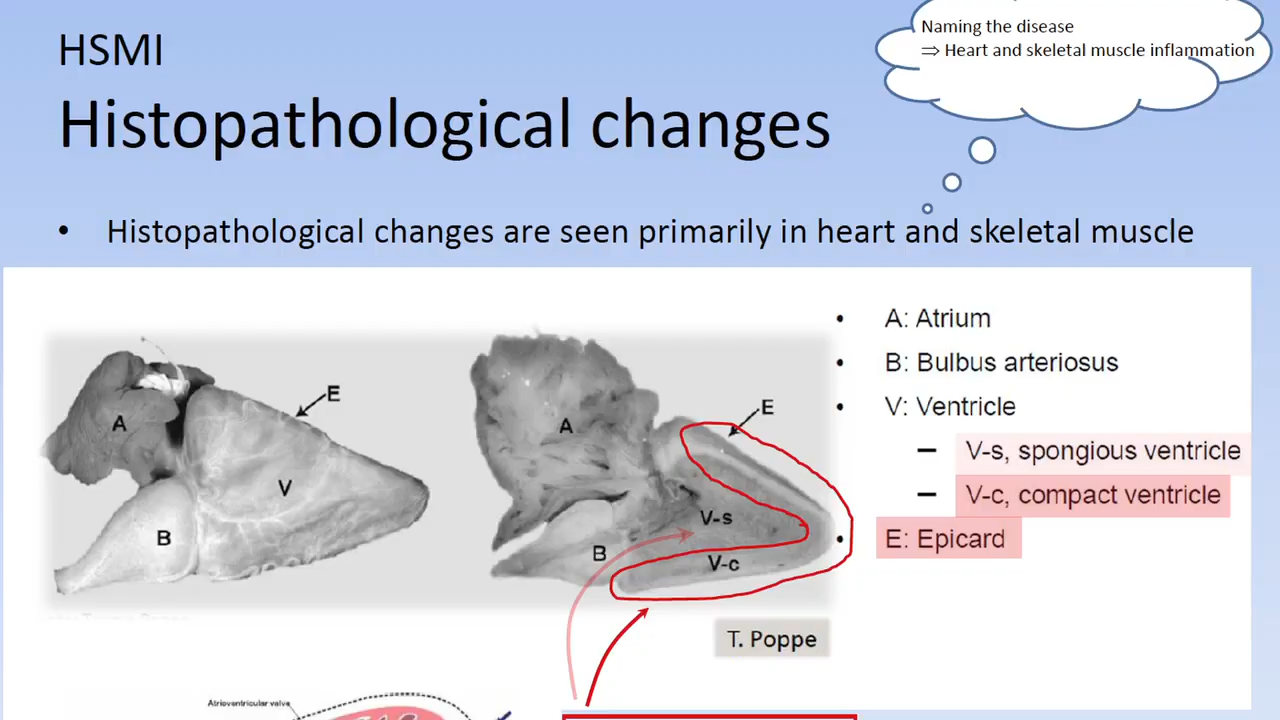 HSMI
Naming the disease
⇒ Heart and skeletal muscle inflammation
Histopathological changes
• Histopathological changes are seen primarily in heart and skeletal muscle
A
E
V
B
A
E
V-s
B
V-c
• A: Atrium
• B: Bulbus arteriosus
• V: Ventricle
– V-s, spongious ventricle
– V-c, compact ventricle
• E: Epicard
T. Poppe
Atrioventricular valve